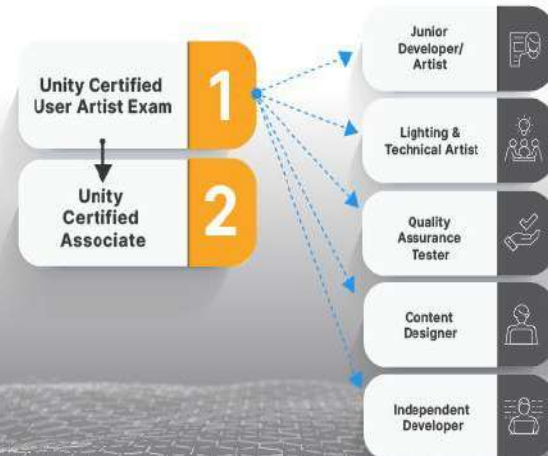 Unity Certified
User Artist Exam
1
Unity
Certified
Associate
2
Junior
Developer/
Artist
Lighting &
Technical Artist
Quality
Assurance
Tester
Content
Designer
Independent
Developer